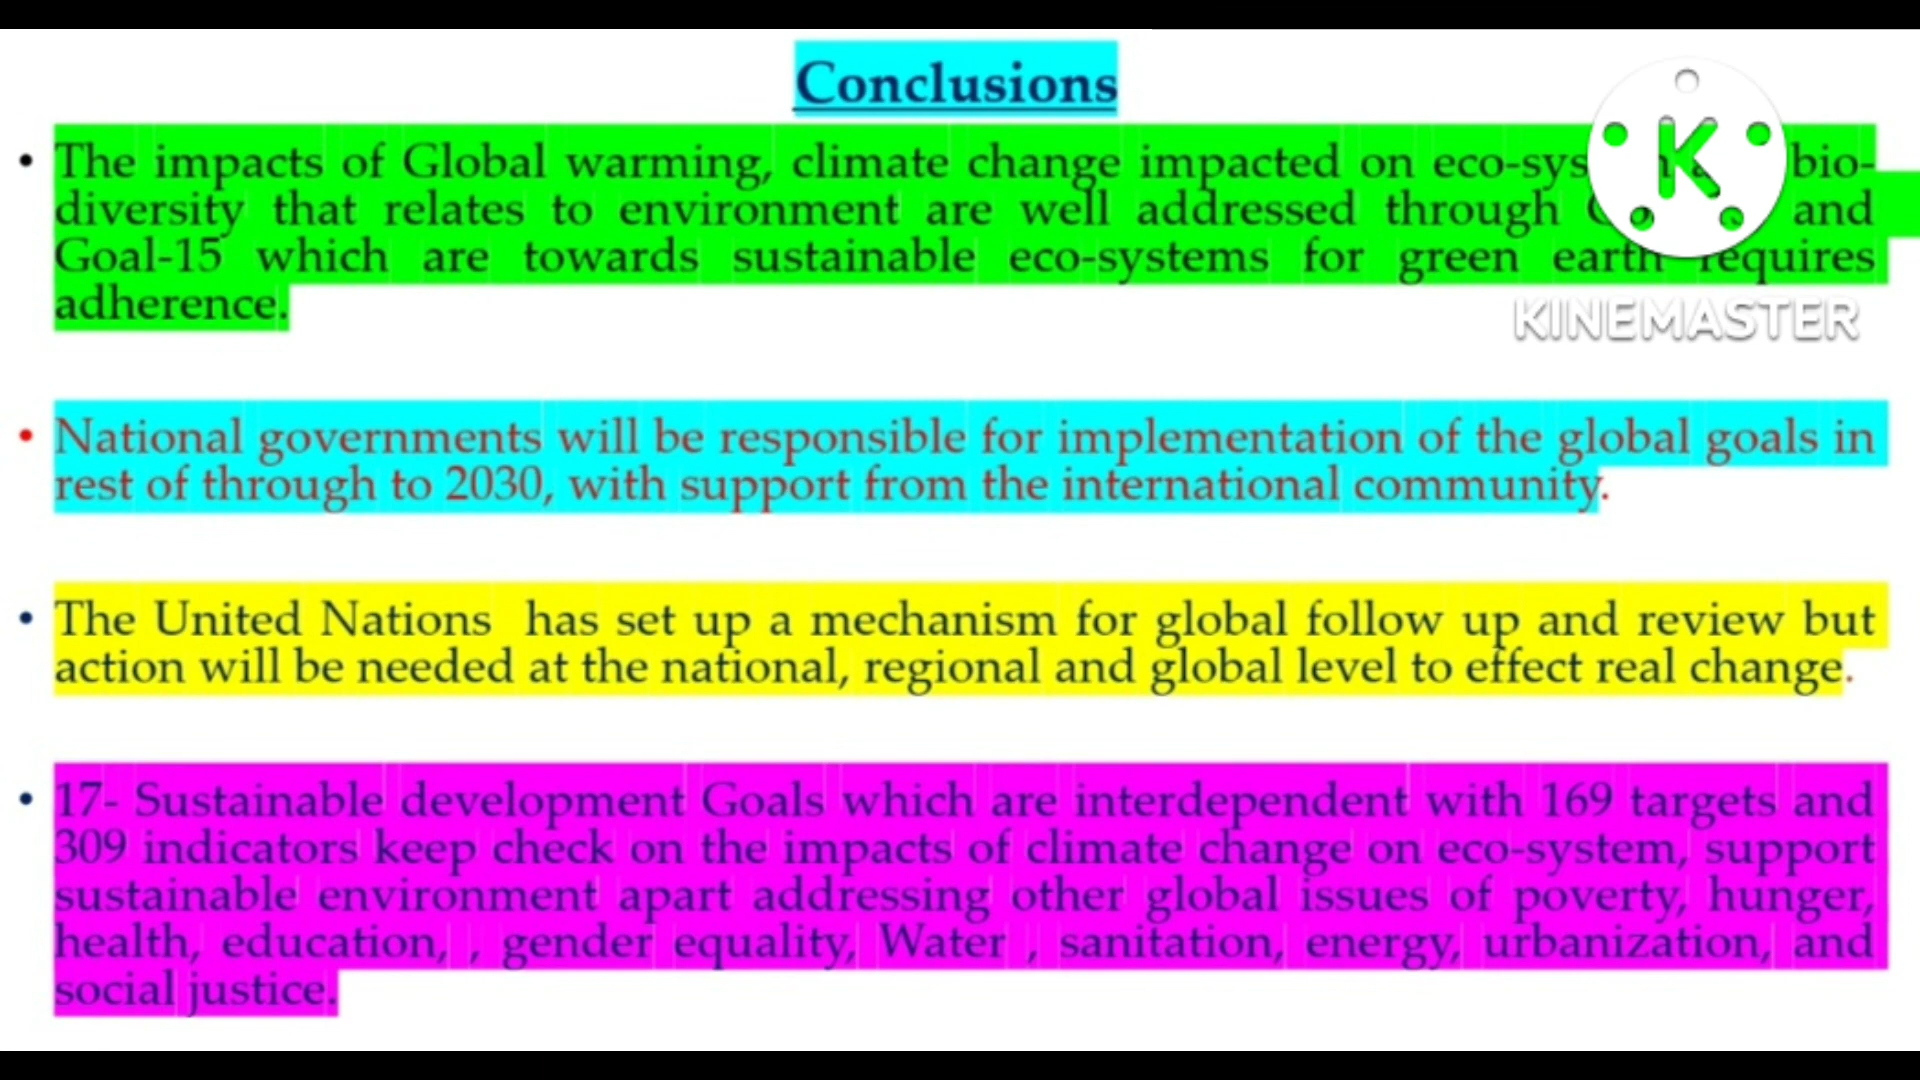 Conclusions
• The impacts of Global warming, climate change impacted on eco-sys bio-
diversity that relates to environment are well addressed through and
Goal-15 which are towards sustainable eco-systems for green earth requires
adherence.
K
KINEMASTER
• National governments will be responsible for implementation of the global goals in
rest of through to 2030, with support from the international community.
• The United Nations has set up a mechanism for global follow up and review but
action will be needed at the national, regional and global level to effect real change.
• 17- Sustainable development Goals which are interdependent with 169 targets and
309 indicators keep check on the impacts of climate change on eco-system, support
sustainable environment apart addressing other global issues of poverty, hunger,
health, education, , gender equality, Water , sanitation, energy, urbanization, and
social justice.